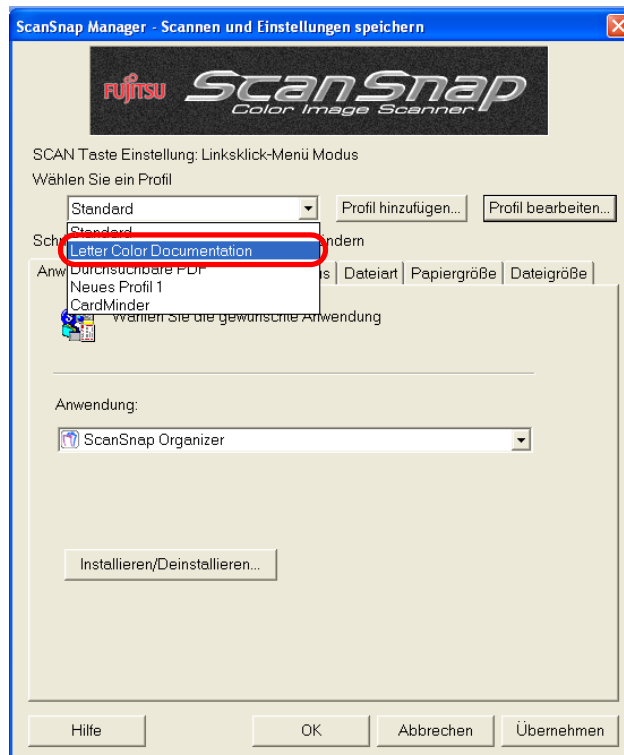 ScanSnap Manager - Scannen und Einstellungen speichern
FUJITSU ScanSnap
Color Image Scanner
SCAN Taste Einstellung: Linksklick-Menü Modus
Wählen Sie ein Profil
Standard Profil hinzufügen... Profil bearbeiten...
Standard
Letter Color Documentation
Durchsuchbare PDF
Neues Profil 1
CardMinder
Dateiart Papiergröße Dateigröße
Wählen Sie die gewünschte Anwendung
Anwendung:
ScanSnap Organizer
Installieren/Deinstallieren...
Hilfe OK Abbrechen Übernehmen